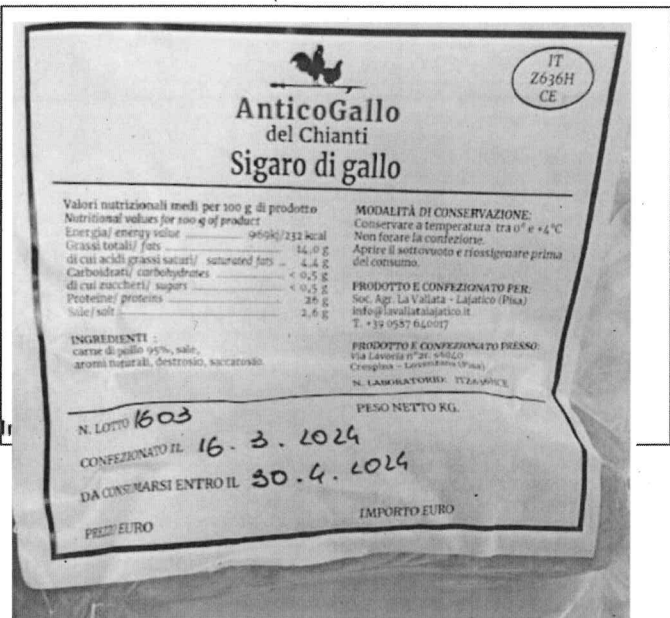 IT
Z636H
CE
AnticoGallo
del Chianti
Sigaro di gallo
Valori nutrizionali medi per 100 g di prodotto
Nutritional values for 100 g of product
Energia/ energy value 969kj/232 kcal
Grassi totali/ fats 14,0 g
di cui acidi grassi saturi/ saturated fats 4,4 g
Carboidrati/ carbohydrates < 0,5 g
di cui zuccheri/ sugars < 0,5 g
Proteine/ proteins 26 g
Sale/ salt 2,6 g
INGREDIENTI :
carne di pollo 95%, sale,
aromi naturali, destrosio, saccarosio.
MODALITÀ DI CONSERVAZIONE:
Conservare a temperatura tra 0° e +4°C
Non forare la confezione.
Aprire il sottovuoto e riossigenare prima
del consumo.
PRODOTTO E CONFEZIONATO PER:
Soc. Agr. La Vallata - Lajatico (Pisa)
info@lavallatalajatico.it
T. +39 0587 640017
PRODOTTO E CONFEZIONATO PRESSO:
Via Lavoria n°21, 56040
Crespina - Lorenzana (Pisa)
N. LABORATORIO:
N. LOTTO 1603
PESO NETTO KG.
CONFEZIONATO IL 16.3.2024
DA CONSUMARSI ENTRO IL 30.4.2024
PREZZO EURO
IMPORTO EURO